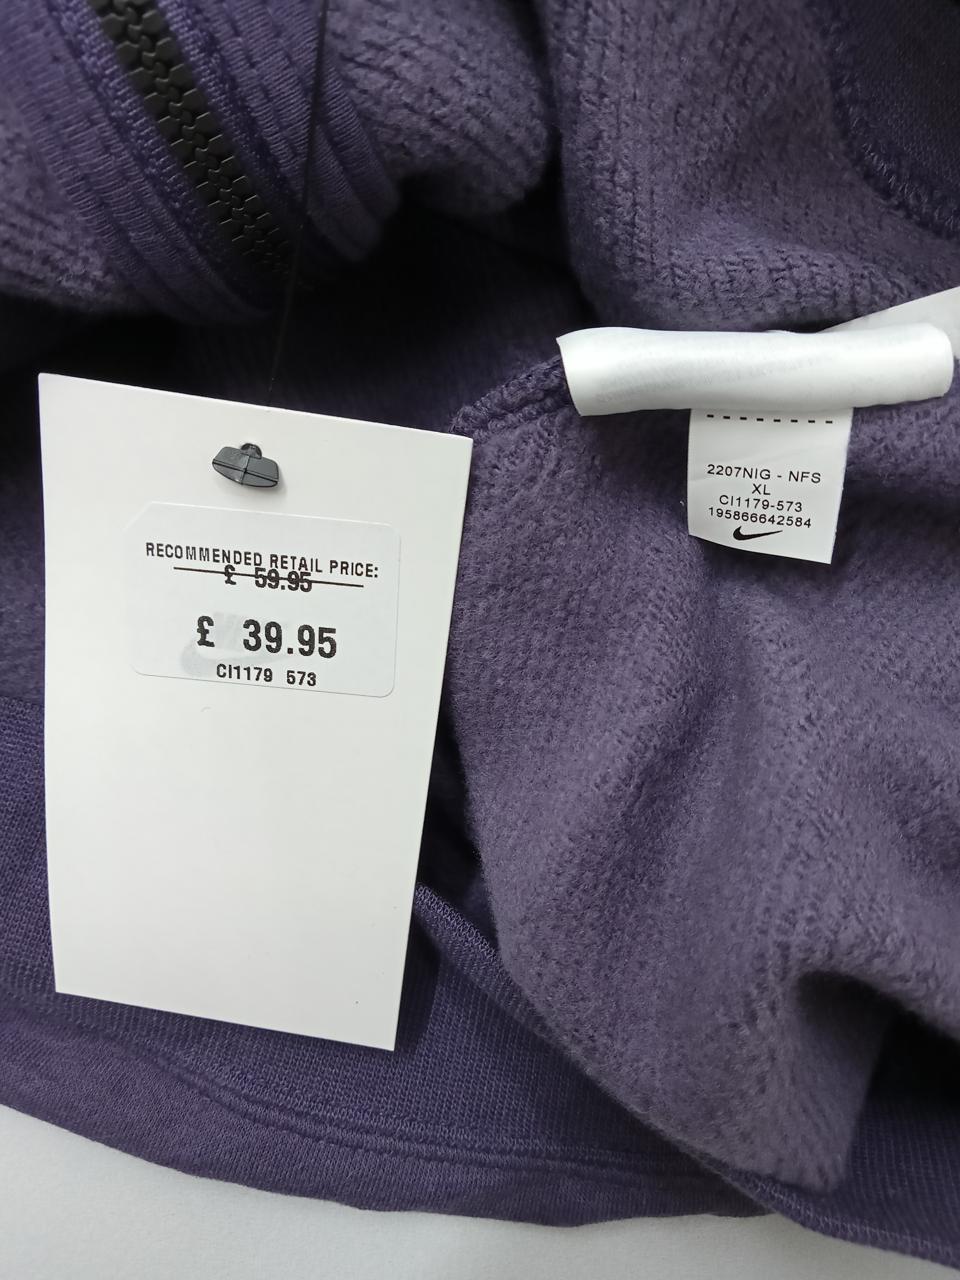 RECOMMENDED RETAIL PRICE:
£ 59.95
£ 39.95
CI1179 573
2207NIG - NFS
XL
CI1179-573
195866642584